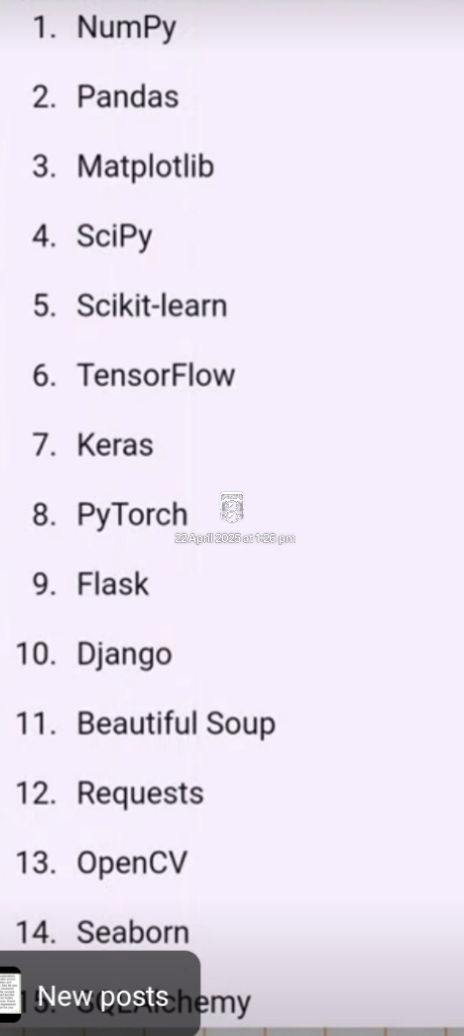 1. NumPy
2. Pandas
3. Matplotlib
4. SciPy
5. Scikit-learn
6. TensorFlow
7. Keras
8. PyTorch
22 April 2025 at 1:26 pm
9. Flask
10. Django
11. Beautiful Soup
12. Requests
13. OpenCV
14. Seaborn
15. SQLAlchemy
New posts